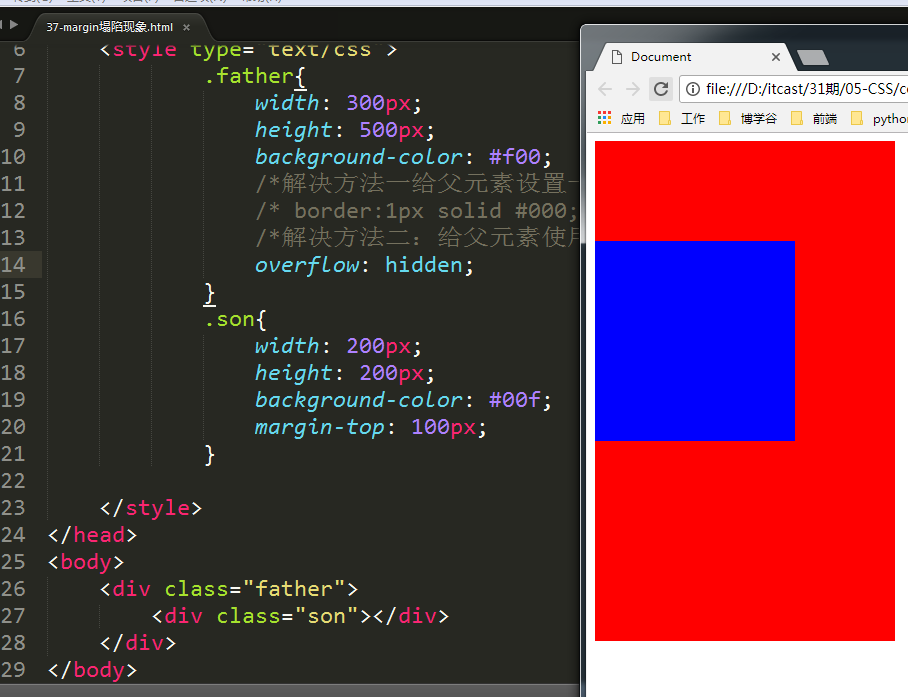 37-margin塌陷现象.html ×
6 <style type="text/css">
7 .father{
8 width: 300px;
9 height: 500px;
10 background-color: #f00;
11 /*解决方法一给父元素设置一
12 /* border:1px solid #000;
13 /*解决方法二：给父元素使用
14 overflow: hidden;
15 }
16 .son{
17 width: 200px;
18 height: 200px;
19 background-color: #00f;
20 margin-top: 100px;
21 }
22
23 </style>
24 </head>
25 <body>
26 <div class="father">
27 <div class="son"></div>
28 </div>
29 </body>
Document ×
file:///D:/itcast/31期/05-CSS/co
应用 工作 博学谷 前端 python